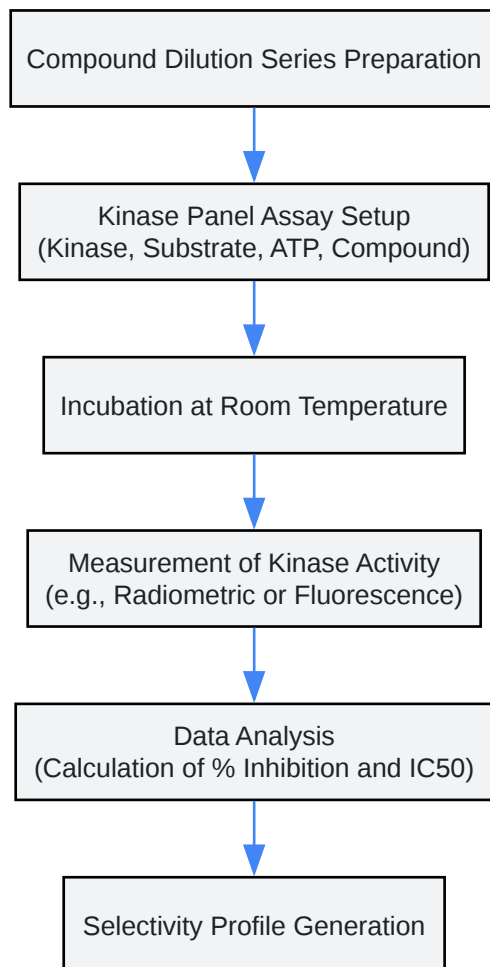 Compound Dilution Series Preparation
Kinase Panel Assay Setup
(Kinase, Substrate, ATP, Compound)
Incubation at Room Temperature
Measurement of Kinase Activity
(e.g., Radiometric or Fluorescence)
Data Analysis
(Calculation of % Inhibition and IC50)
Selectivity Profile Generation